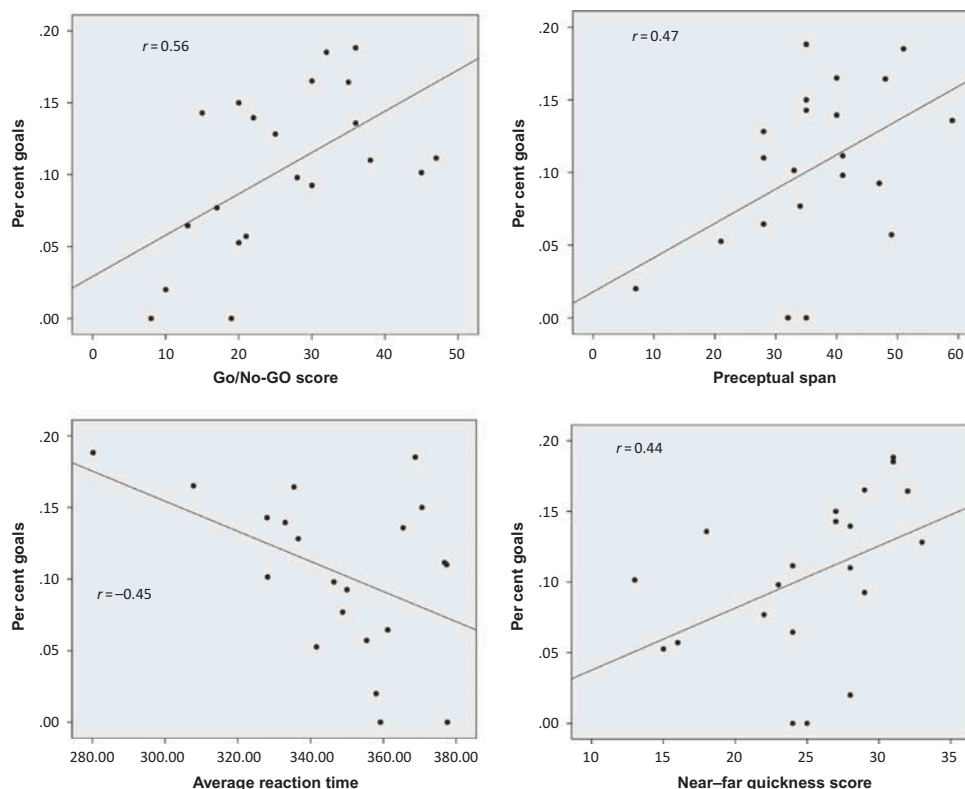 .20
r = 0.56
.15
.10
.05
.00
Per cent goals
0 10 20 30 40 50
Go/No-GO score
.20
r = 0.47
.15
.10
.05
.00
Per cent goals
0 10 20 30 40 50 60
Preceptual span
.20
.15
.10
r = –0.45
.05
.00
Per cent goals
280.00 300.00 320.00 340.00 360.00 380.00
Average reaction time
.20
r = 0.44
.15
.10
.05
.00
Per cent goals
10 15 20 25 30 35
Near–far quickness score